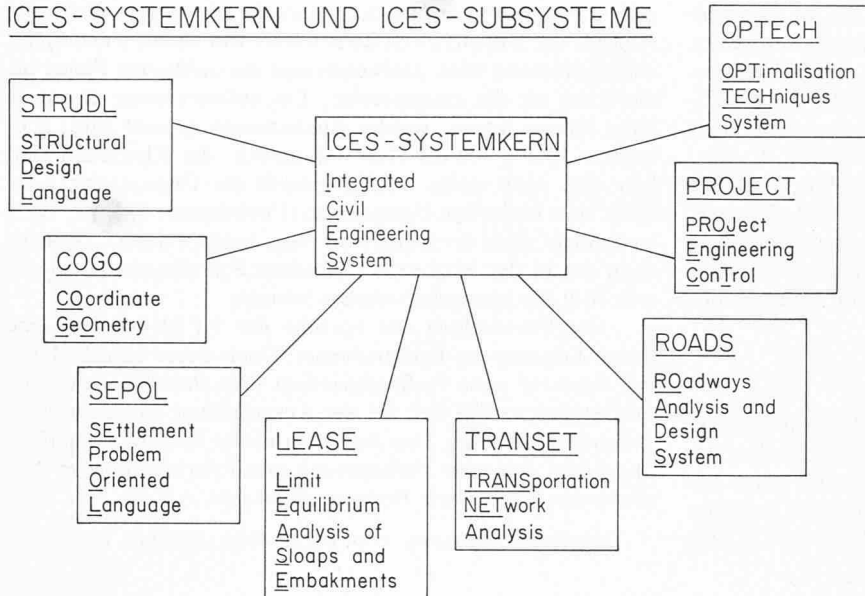 ICES-SYSTEMKERN UND ICES-SUBSYSTEME
OPTECH
OPTimalisation
TECHniques
System
STRUDL
STRUctural
Design
Language
ICES-SYSTEMKERN
Integrated
Civil
Engineering
System
PROJECT
PROJect
Engineering
ConTrol
COGO
COordinate
GeOmetry
ROADS
ROadways
Analysis and
Design
System
SEPOL
SEttlement
Problem
Oriented
Language
LEASE
Limit
Equilibrium
Analysis of
Sloaps and
Embakments
TRANSET
TRANSportation
NETwork
Analysis